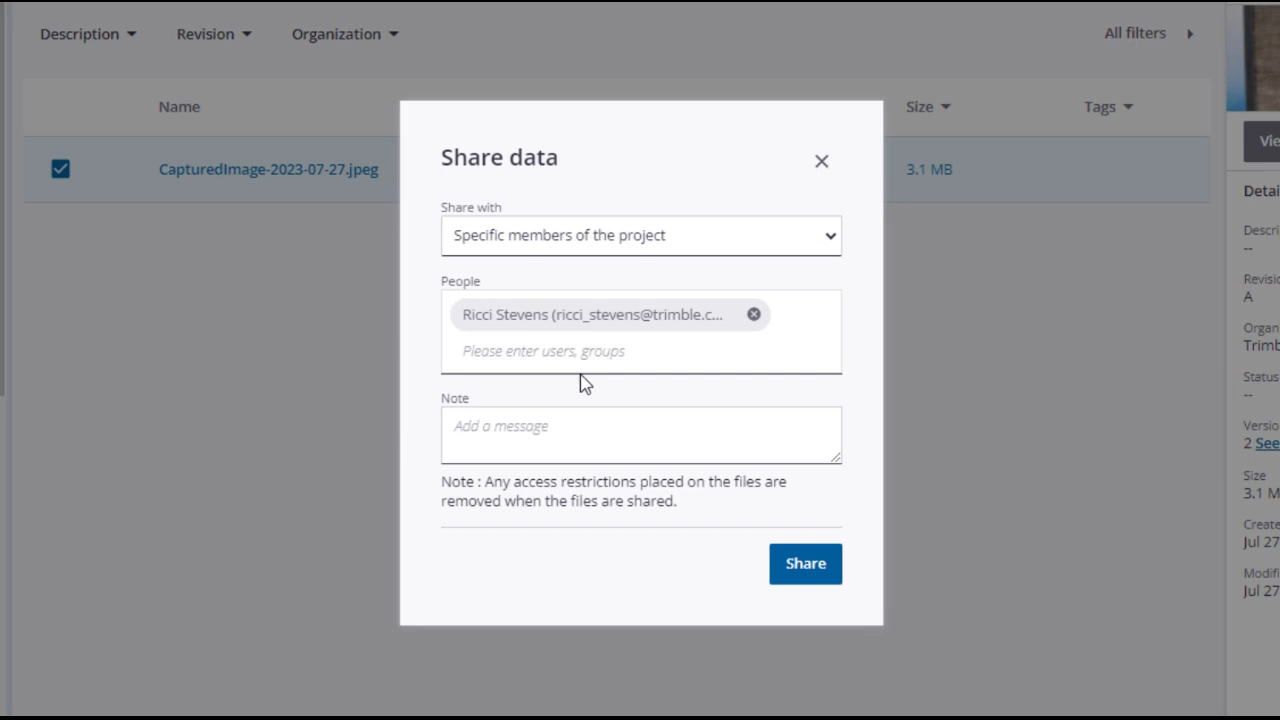 Description
Revision
Organization
All filters
Name
Size
Tags
CapturedImage-2023-07-27.jpeg
3.1 MB
Share data
Share with
Specific members of the project
People
Ricci Stevens (ricci_stevens@trimble.c...
Please enter users, groups
Note
Add a message
Note : Any access restrictions placed on the files are
removed when the files are shared.
Share
Vie
Detai
Descri
--
Revisio
A
Organ
Trimb
Status
--
Versio
2 See
Size
3.1 M
Create
Jul 27
Modifi
Jul 27